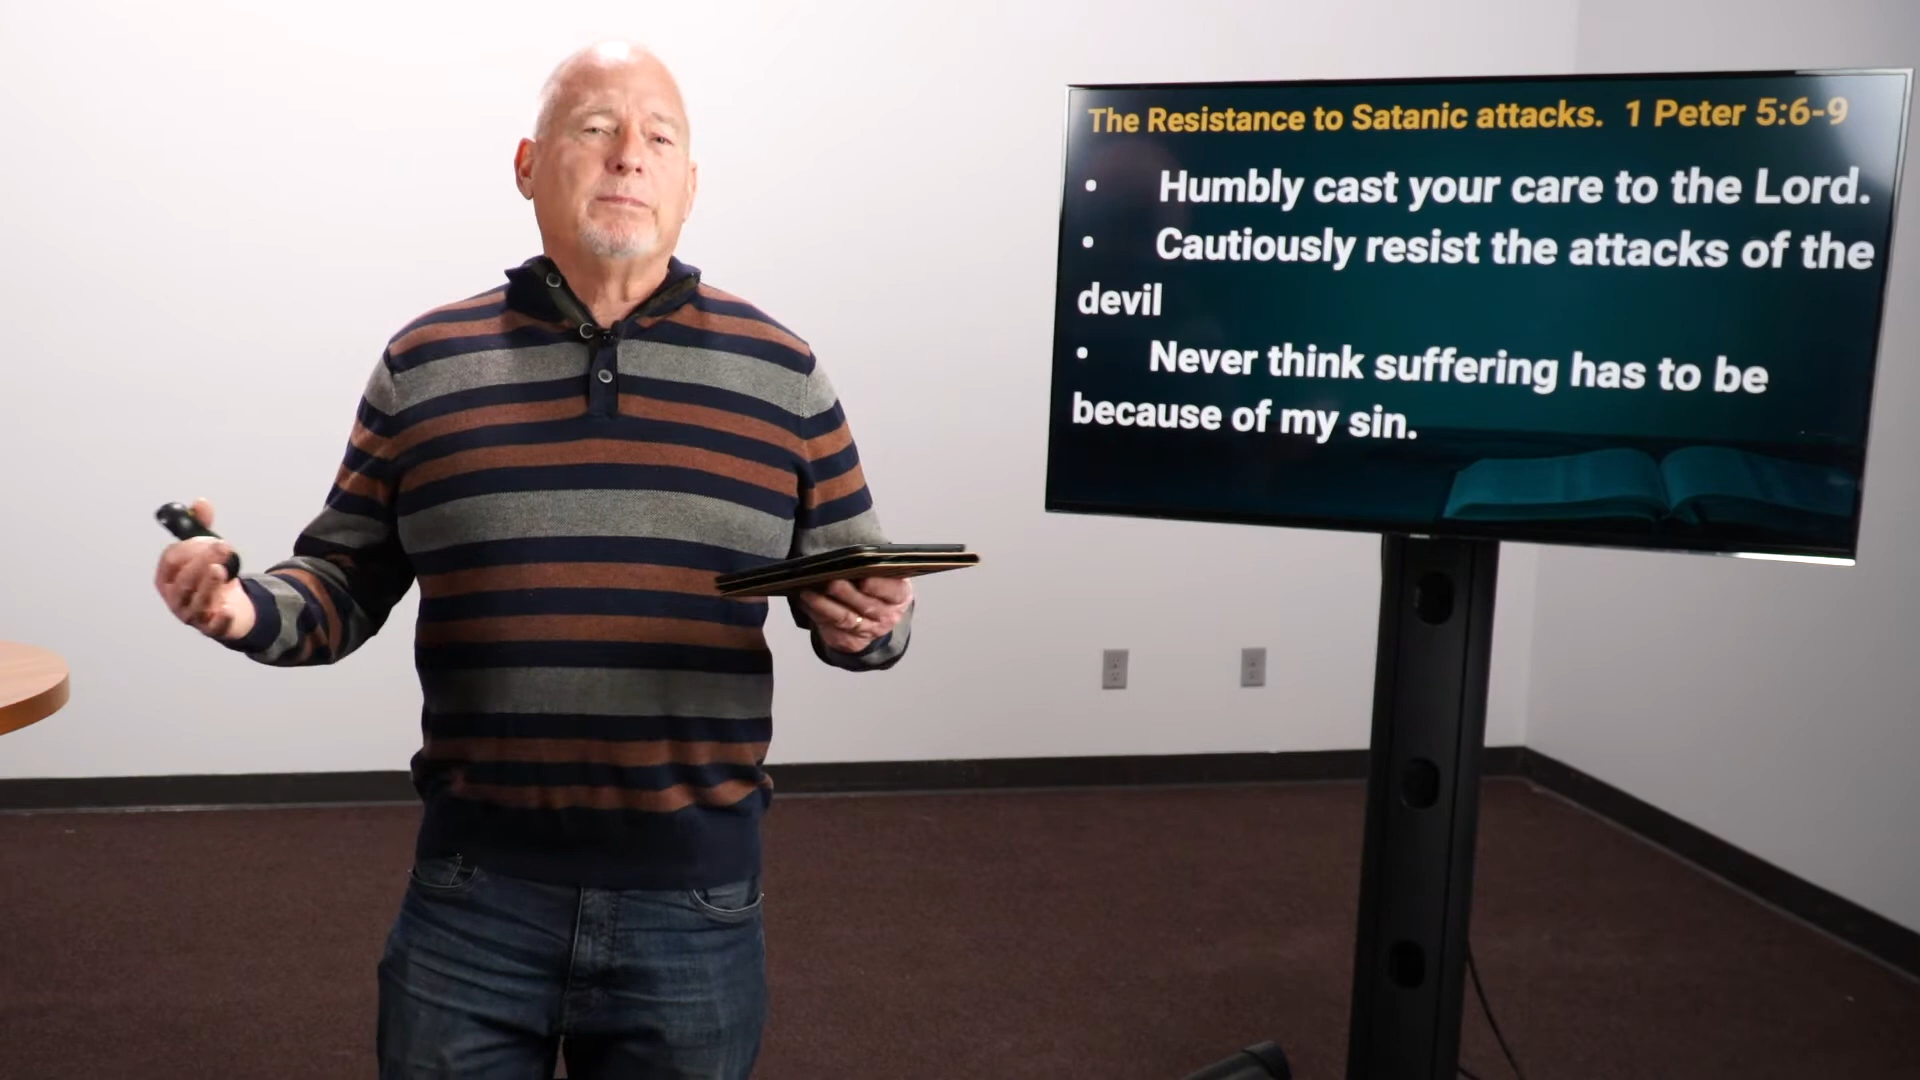 The Resistance to Satanic attacks. 1 Peter 5:6-9
• Humbly cast your care to the Lord.
• Cautiously resist the attacks of the
devil
• Never think suffering has to be
because of my sin.